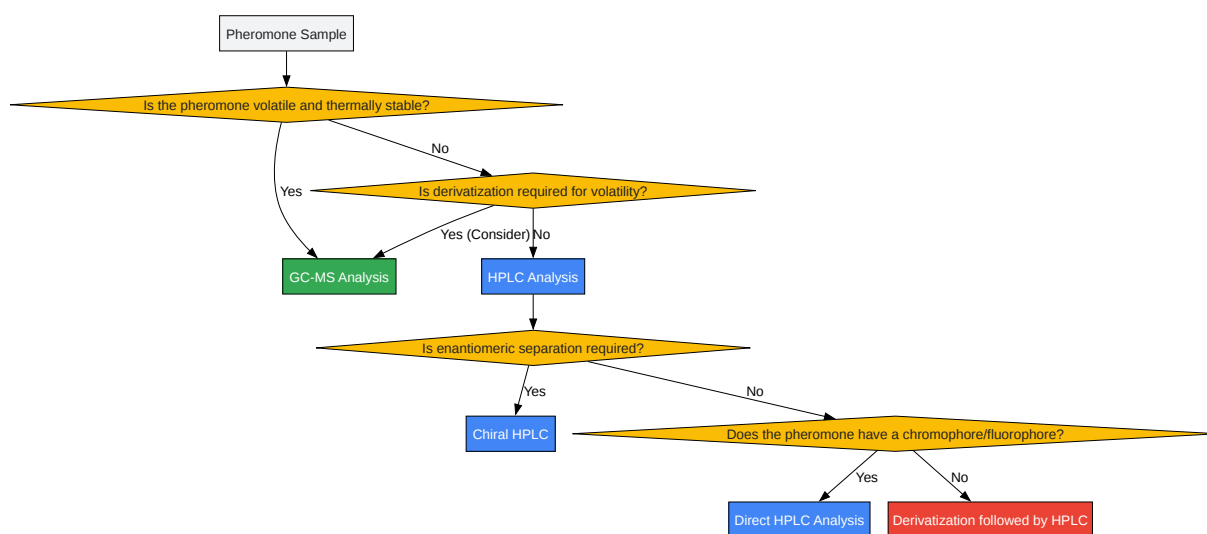 Pheromone Sample
Is the pheromone volatile and thermally stable?
No
Yes
Is derivatization required for volatility?
Yes (Consider)
No
GC-MS Analysis
HPLC Analysis
Is enantiomeric separation required?
Yes
No
Chiral HPLC
Does the pheromone have a chromophore/fluorophore?
Yes
No
Direct HPLC Analysis
Derivatization followed by HPLC